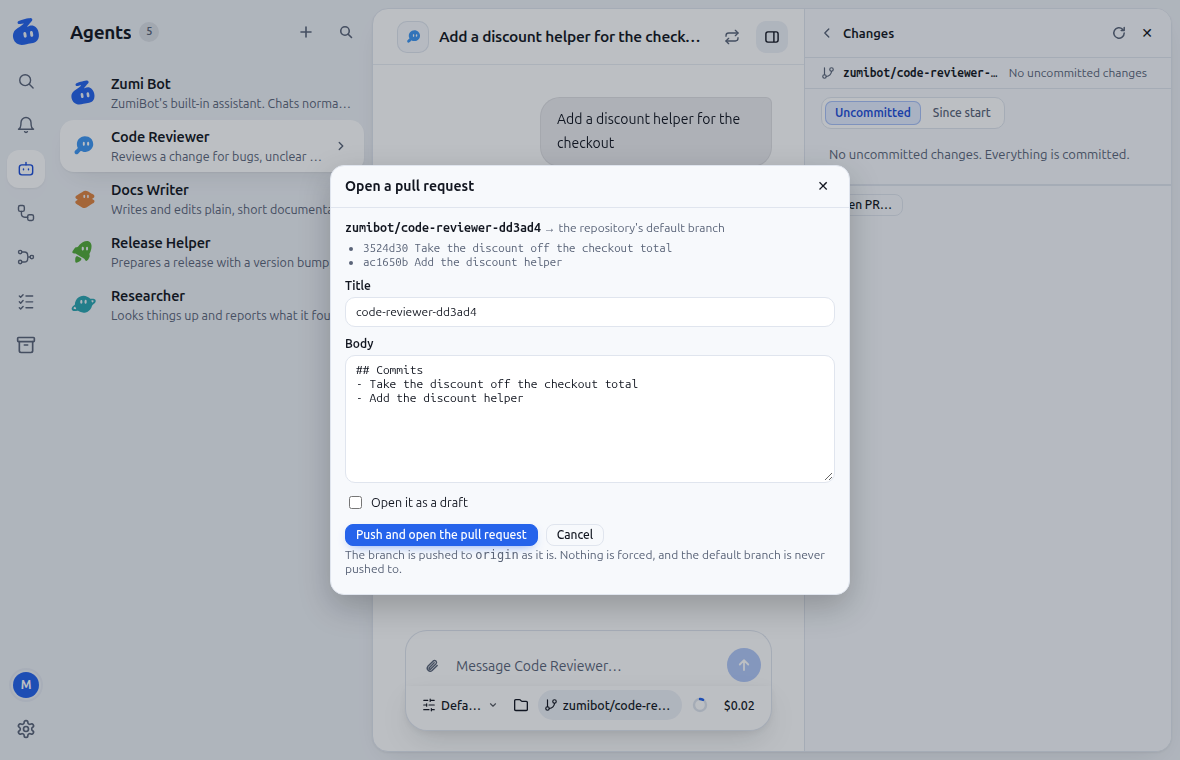 Agents 5
Zumi Bot
ZumiBot's built-in assistant. Chats norma…
Code Reviewer
Reviews a change for bugs, unclear …
Docs Writer
Writes and edits plain, short documenta
Release Helper
Prepares a release with a version bump
Researcher
Looks things up and reports what it fou
M
Add a discount helper for the check…
Add a discount helper for the
checkout
Changes
zumibot/code-reviewer-… No uncommitted changes
Uncommitted Since start
No uncommitted changes. Everything is committed.
en PR…
Open a pull request
zumibot/code-reviewer-dd3ad4 → the repository's default branch
• 3524d30 Take the discount off the checkout total
• ac1650b Add the discount helper
Title
code-reviewer-dd3ad4
Body
## Commits
- Take the discount off the checkout total
- Add the discount helper
Open it as a draft
Push and open the pull request Cancel
The branch is pushed to origin as it is. Nothing is forced, and the default branch is never
pushed to.
Message Code Reviewer…
Defa… zumibot/code-re… $0.02